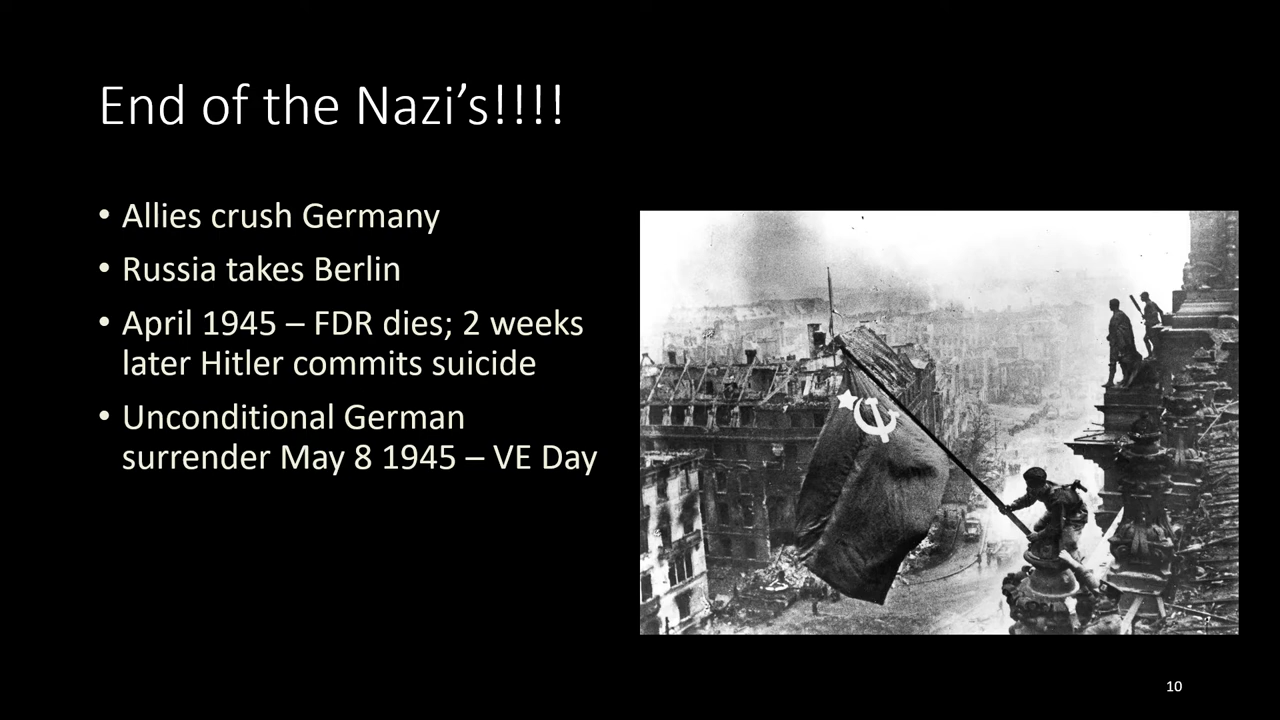 End of the Nazi’s!!!!
• Allies crush Germany
• Russia takes Berlin
• April 1945 – FDR dies; 2 weeks
later Hitler commits suicide
• Unconditional German
surrender May 8 1945 – VE Day
10